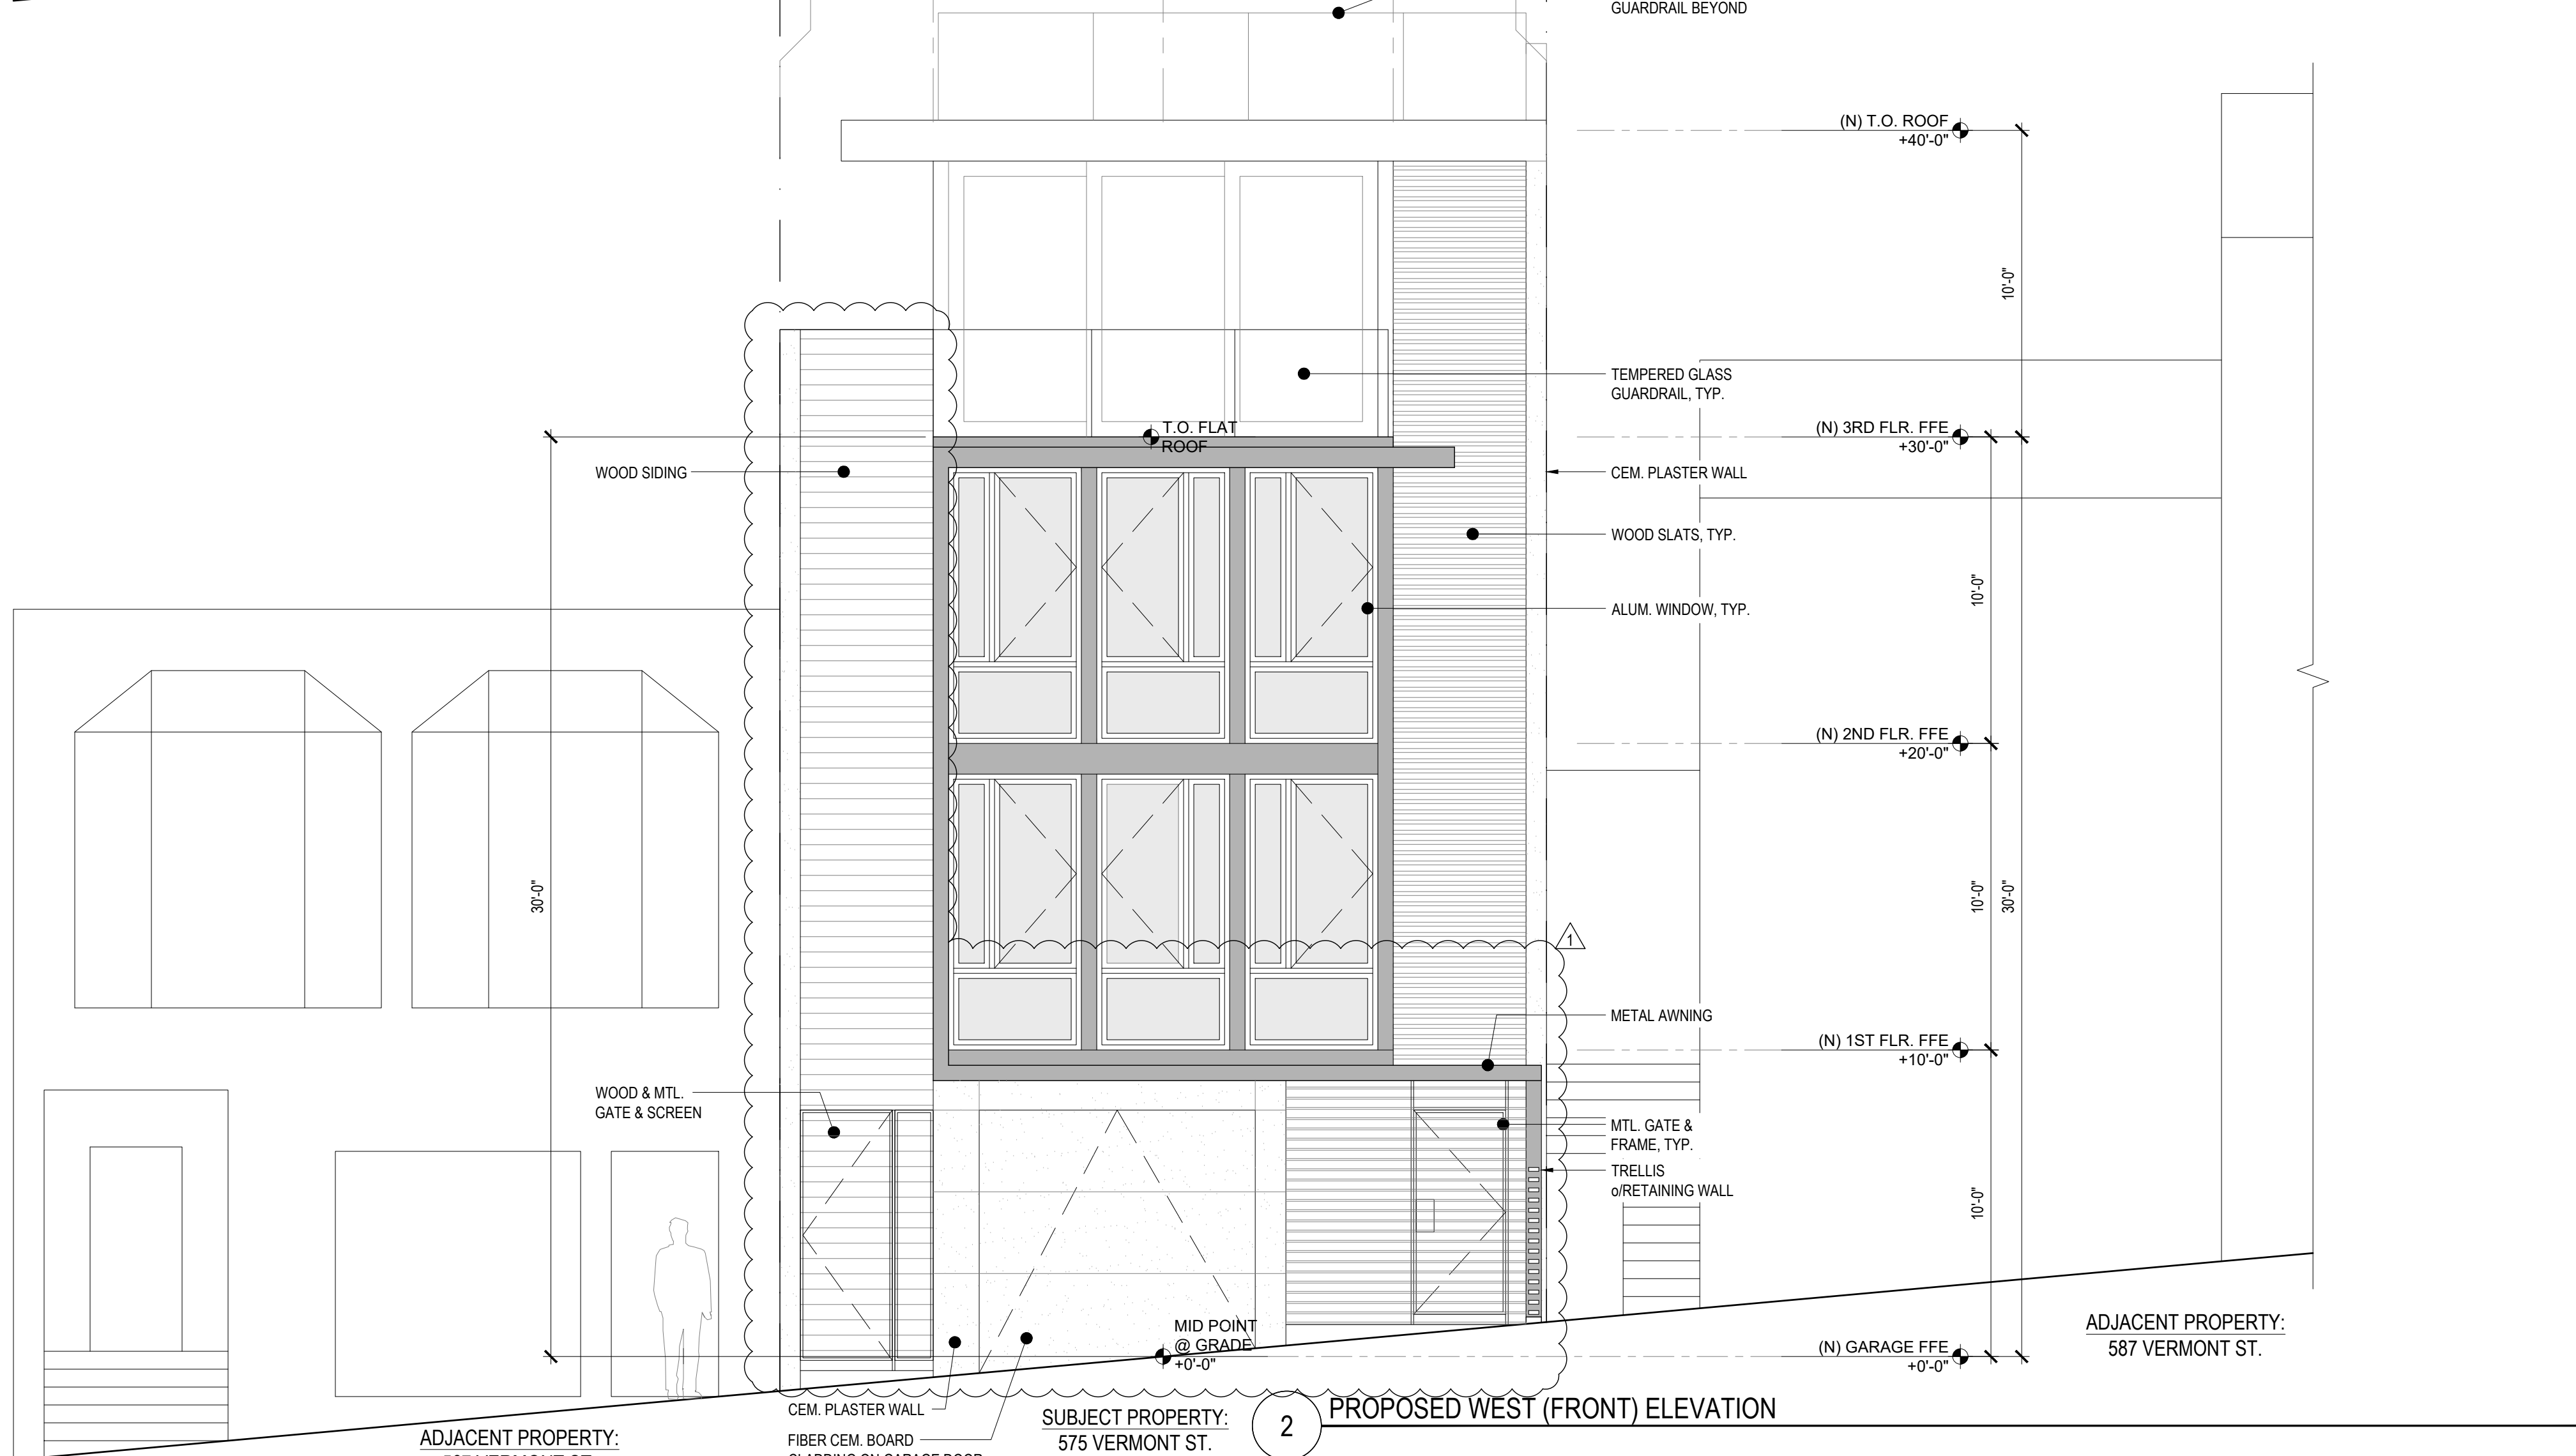 GUARDRAIL BEYOND
(N) T.O. ROOF
+40'-0"
10'-0"
TEMPERED GLASS
GUARDRAIL, TYP.
T.O. FLAT
ROOF
(N) 3RD FLR. FFE
+30'-0"
WOOD SIDING
CEM. PLASTER WALL
WOOD SLATS, TYP.
10'-0"
ALUM. WINDOW, TYP.
(N) 2ND FLR. FFE
+20'-0"
30'-0"
10'-0"
30'-0"
1
METAL AWNING
(N) 1ST FLR. FFE
+10'-0"
WOOD & MTL.
GATE & SCREEN
MTL. GATE &
FRAME, TYP.
TRELLIS
o/RETAINING WALL
10'-0"
MID POINT
@ GRADE
+0'-0"
(N) GARAGE FFE
+0'-0"
ADJACENT PROPERTY:
587 VERMONT ST.
CEM. PLASTER WALL
FIBER CEM. BOARD
SUBJECT PROPERTY:
575 VERMONT ST.
2
PROPOSED WEST (FRONT) ELEVATION
ADJACENT PROPERTY: